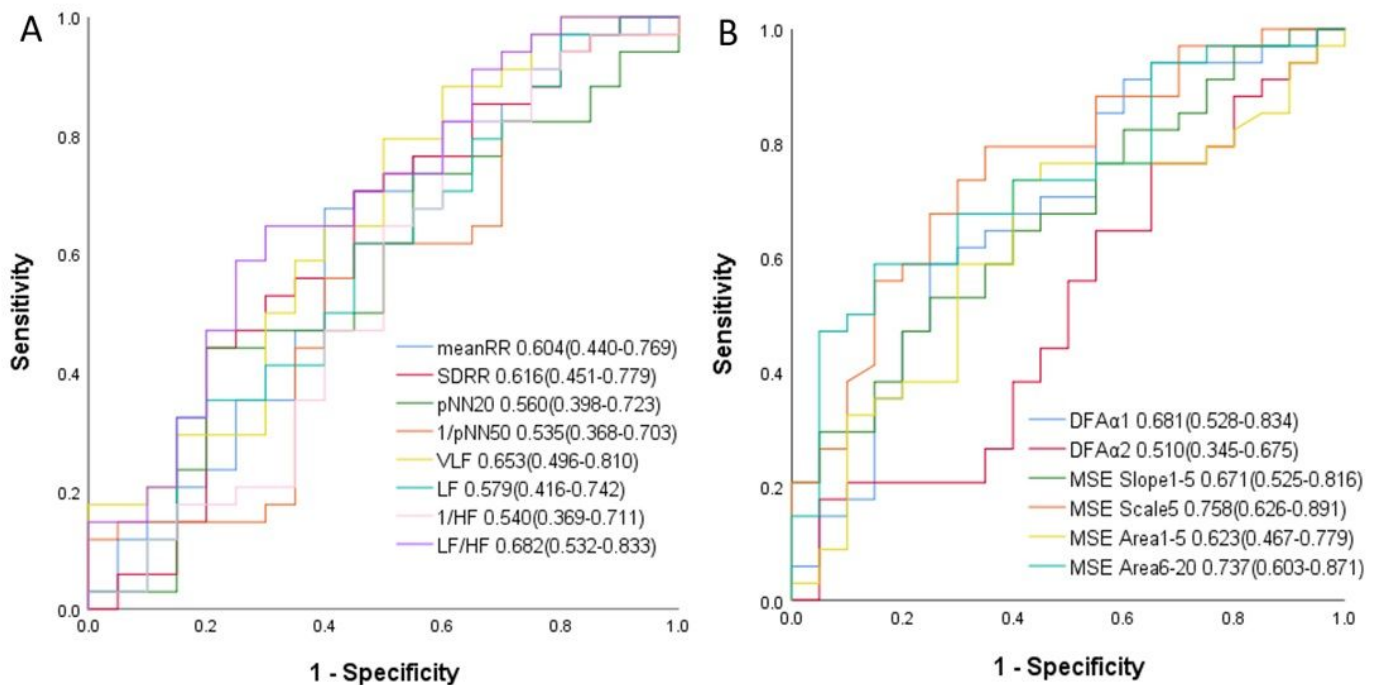 A
1.0
0.8
0.6
0.4
0.2
0.0
Sensitivity
meanRR 0.604(0.440-0.769)
SDRR 0.616(0.451-0.779)
pNN20 0.560(0.398-0.723)
1/pNN50 0.535(0.368-0.703)
VLF 0.653(0.496-0.810)
LF 0.579(0.416-0.742)
1/HF 0.540(0.369-0.711)
LF/HF 0.682(0.532-0.833)
0.0 0.2 0.4 0.6 0.8 1.0
1 - Specificity
B
1.0
0.8
0.6
0.4
0.2
0.0
Sensitivity
DFAα1 0.681(0.528-0.834)
DFAα2 0.510(0.345-0.675)
MSE Slope1-5 0.671(0.525-0.816)
MSE Scale5 0.758(0.626-0.891)
MSE Area1-5 0.623(0.467-0.779)
MSE Area6-20 0.737(0.603-0.871)
0.0 0.2 0.4 0.6 0.8 1.0
1 - Specificity